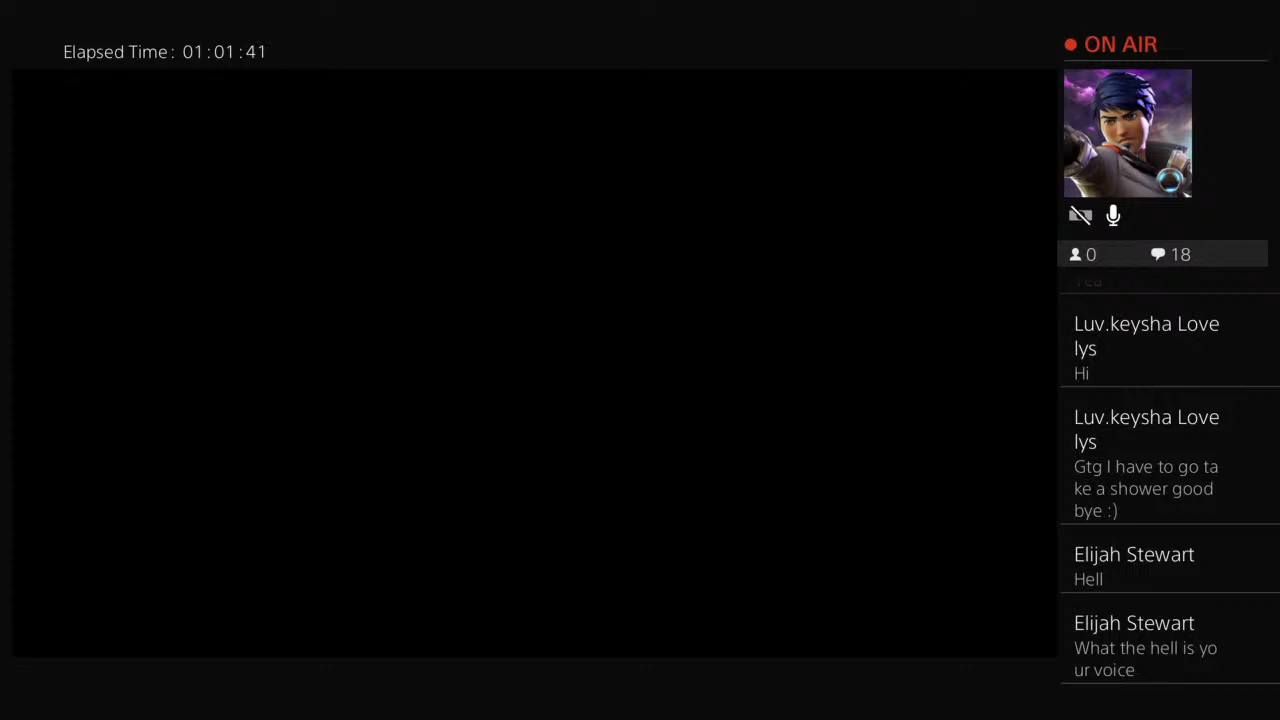 Elapsed Time: 01:01:41
ON AIR
0
18
Luv.keysha Love
lys
Hi
Luv.keysha Love
lys
Gtg I have to go ta
ke a shower good
bye :)
Elijah Stewart
Hell
Elijah Stewart
What the hell is yo
ur voice